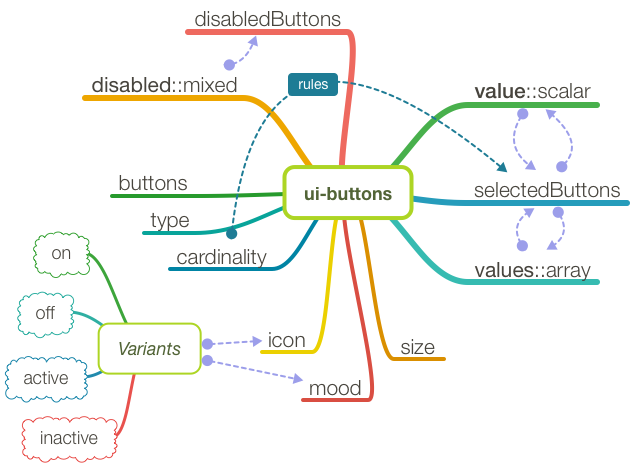 disabledButtons
disabled::mixed
rules
value::scalar
buttons
ui-buttons
selectedButtons
type
cardinality
values::array
on
off
Variants
icon
size
active
mood
inactive